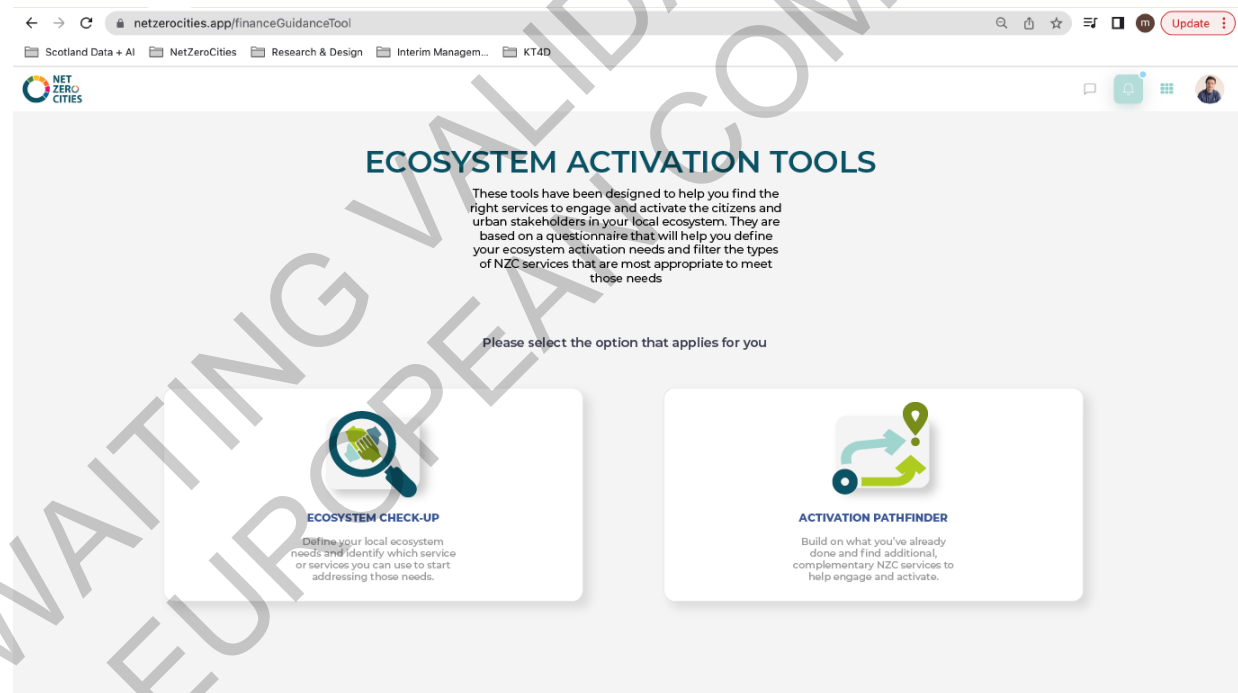 netzerocities.app/financeGuidanceTool
Update
Scotland Data + AI
NetZeroCities
Research & Design
Interim Managem...
KT4D
NET
ZERO
CITIES
m
ECOSYSTEM ACTIVATION TOOLS
These tools have been designed to help you find the
right services to engage and activate the citizens and
urban stakeholders in your local ecosystem. They are
based on a questionnaire that will help you define
your ecosystem activation needs and filter the types
of NZC services that are most appropriate to meet
those needs
Please select the option that applies for you
ECOSYSTEM CHECK-UP
Define your local ecosystem
needs and identify which service
or services you can use to start
addressing those needs.
ACTIVATION PATHFINDER
Build on what you've already
done and find additional,
complementary NZC services to
help engage and activate.
WAITING VALIDA
EUROPEAN COM